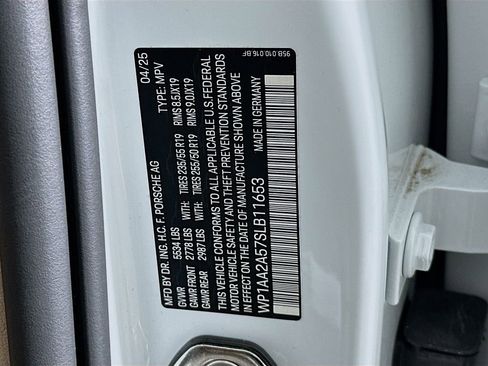 95B.010.016.BF
MFD BY DR. ING. H.C. F. PORSCHE AG 04/25
GVWR 5534 LBS TYPE: MPV
GAWR FRONT 2778 LBS WITH: TIRES 235/55 R19 RIMS 8.5JX19
GAWR REAR 2987 LBS WITH: TIRES 255/50 R19 RIMS 9.0JX19
THIS VEHICLE CONFORMS TO ALL APPLICABLE U.S. FEDERAL
MOTOR VEHICLE SAFETY AND THEFT PREVENTION STANDARDS
IN EFFECT ON THE DATE OF MANUFACTURE SHOWN ABOVE
WP1AA2A57SLB11653 MADE IN GERMANY